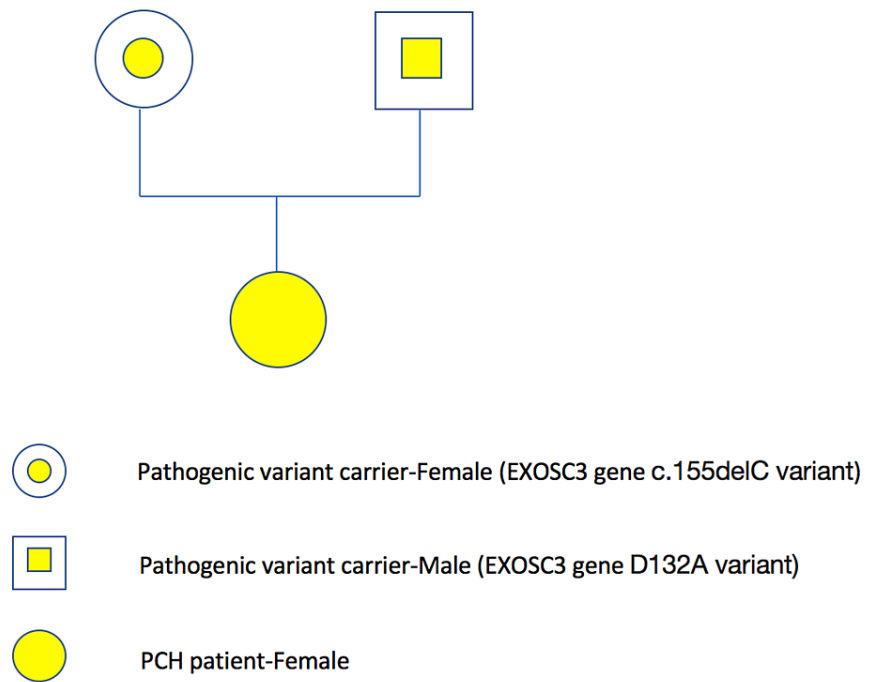 Pathogenic variant carrier-Female (EXOSC3 gene c.155delC variant)
Pathogenic variant carrier-Male (EXOSC3 gene D132A variant)
PCH patient-Female